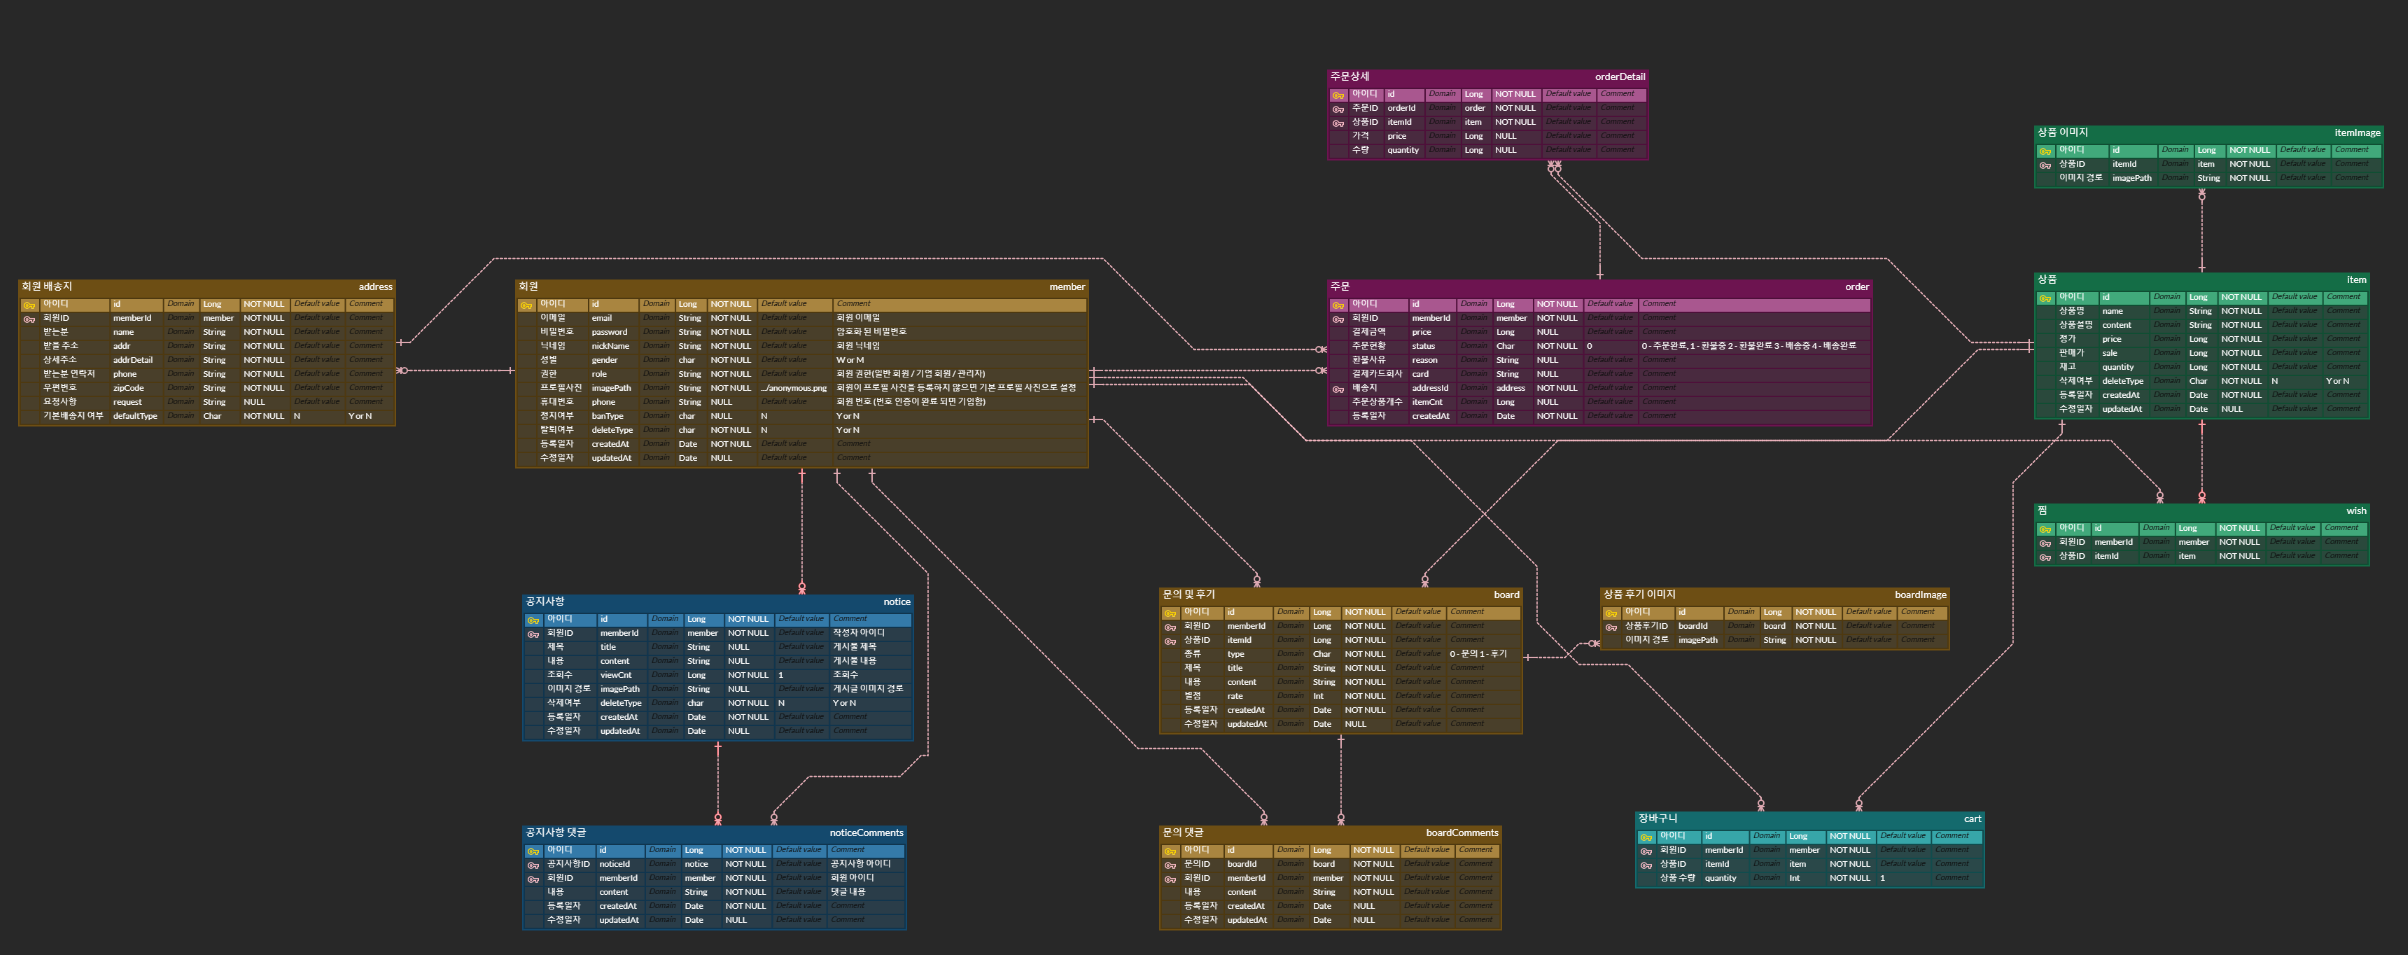 주문상세 orderDetail
아이디 id Domain Long NOT NULL Default value Comment
주문ID orderId Domain order NOT NULL Default value Comment
상품ID itemId Domain item NOT NULL Default value Comment
가격 price Domain Long NULL Default value Comment
수량 quantity Domain Long NULL Default value Comment
상품 이미지 itemImage
아이디 id Domain Long NOT NULL Default value Comment
상품ID itemId Domain item NOT NULL Default value Comment
이미지 경로 imagePath Domain String NOT NULL Default value Comment
회원 배송지 address
아이디 id Domain Long NOT NULL Default value Comment
회원ID memberId Domain member NOT NULL Default value Comment
받는분 name Domain String NOT NULL Default value Comment
받을 주소 addr Domain String NOT NULL Default value Comment
상세주소 addrDetail Domain String NOT NULL Default value Comment
받는분 연락처 phone Domain String NOT NULL Default value Comment
우편번호 zipCode Domain String NOT NULL Default value Comment
요청사항 request Domain String NULL Default value Comment
기본배송지 여부 defaultType Domain Char NOT NULL N Y or N
회원 member
아이디 id Domain Long NOT NULL Default value Comment
이메일 email Domain String NOT NULL Default value 회원 이메일
비밀번호 password Domain String NOT NULL Default value 암호화 된 비밀번호
닉네임 nickName Domain String NOT NULL Default value 회원 닉네임
성별 gender Domain char NOT NULL Default value W or M
권한 role Domain String NOT NULL Default value 회원 권한(일반 회원 / 기업 회원 / 관리자)
프로필사진 imagePath Domain String NOT NULL .../anonymous.png 회원이 프로필 사진을 등록하지 않으면 기본 프로필 사진으로 설정
휴대번호 phone Domain String NULL Default value 회원 번호 (번호 인증이 완료 되면 기입함)
정지여부 banType Domain char NULL N Y or N
탈퇴여부 deleteType Domain char NOT NULL N Y or N
등록일자 createdAt Domain Date NOT NULL Default value Comment
수정일자 updatedAt Domain Date NULL Default value Comment
주문 order
아이디 id Domain Long NOT NULL Default value Comment
회원ID memberId Domain member NOT NULL Default value Comment
결제금액 price Domain Long NULL Default value Comment
주문현황 status Domain Char NOT NULL 0 0 - 주문완료, 1 - 환불중 2 - 환불완료 3 - 배송중 4 - 배송완료
환불사유 reason Domain String NULL Default value Comment
결제카드회사 card Domain String NULL Default value Comment
배송지 addressId Domain address NOT NULL Default value Comment
주문상품개수 itemCnt Domain Long NULL Default value Comment
등록일자 createdAt Domain Date NOT NULL Default value Comment
상품 item
아이디 id Domain Long NOT NULL Default value Comment
상품명 name Domain String NOT NULL Default value Comment
상품설명 content Domain String NOT NULL Default value Comment
정가 price Domain Long NOT NULL Default value Comment
판매가 sale Domain Long NOT NULL Default value Comment
재고 quantity Domain Long NOT NULL Default value Comment
삭제여부 deleteType Domain Char NOT NULL N Y or N
등록일자 createdAt Domain Date NOT NULL Default value Comment
수정일자 updatedAt Domain Date NULL Default value Comment
찜 wish
아이디 id Domain Long NOT NULL Default value Comment
회원ID memberId Domain member NOT NULL Default value Comment
상품ID itemId Domain item NOT NULL Default value Comment
공지사항 notice
아이디 id Domain Long NOT NULL Default value Comment
회원ID memberId Domain member NOT NULL Default value 작성자 아이디
제목 title Domain String NULL Default value 게시물 제목
내용 content Domain String NULL Default value 게시물 내용
조회수 viewCnt Domain Long NOT NULL 1 조회수
이미지 경로 imagePath Domain String NULL Default value 게시글 이미지 경로
삭제여부 deleteType Domain char NOT NULL N Y or N
등록일자 createdAt Domain Date NOT NULL Default value Comment
수정일자 updatedAt Domain Date NULL Default value Comment
문의 및 후기 board
아이디 id Domain Long NOT NULL Default value Comment
회원ID memberId Domain Long NOT NULL Default value Comment
상품ID itemId Domain Long NOT NULL Default value Comment
종류 type Domain Char NOT NULL Default value 0 - 문의 1 - 후기
제목 title Domain String NOT NULL Default value Comment
내용 content Domain String NOT NULL Default value Comment
별점 rate Domain Int NOT NULL Default value Comment
등록일자 createdAt Domain Date NOT NULL Default value Comment
수정일자 updatedAt Domain Date NULL Default value Comment
상품 후기 이미지 boardImage
아이디 id Domain Long NOT NULL Default value Comment
상품후기ID boardId Domain board NOT NULL Default value Comment
이미지 경로 imagePath Domain String NOT NULL Default value Comment
공지사항 댓글 noticeComments
아이디 id Domain Long NOT NULL Default value Comment
공지사항ID noticeId Domain notice NOT NULL Default value 공지사항 아이디
회원ID memberId Domain member NOT NULL Default value 회원 아이디
내용 content Domain String NOT NULL Default value 댓글 내용
등록일자 createdAt Domain Date NOT NULL Default value Comment
수정일자 updatedAt Domain Date NULL Default value Comment
문의 댓글 boardComments
아이디 id Domain Long NOT NULL Default value Comment
문의ID boardId Domain board NOT NULL Default value Comment
회원ID memberId Domain member NOT NULL Default value Comment
내용 content Domain String NOT NULL Default value Comment
등록일자 createdAt Domain Date NULL Default value Comment
수정일자 updatedAt Domain Date NULL Default value Comment
장바구니 cart
아이디 id Domain Long NOT NULL Default value Comment
회원ID memberId Domain member NOT NULL Default value Comment
상품ID itemId Domain item NOT NULL Default value Comment
상품 수량 quantity Domain Int NOT NULL 1 Comment